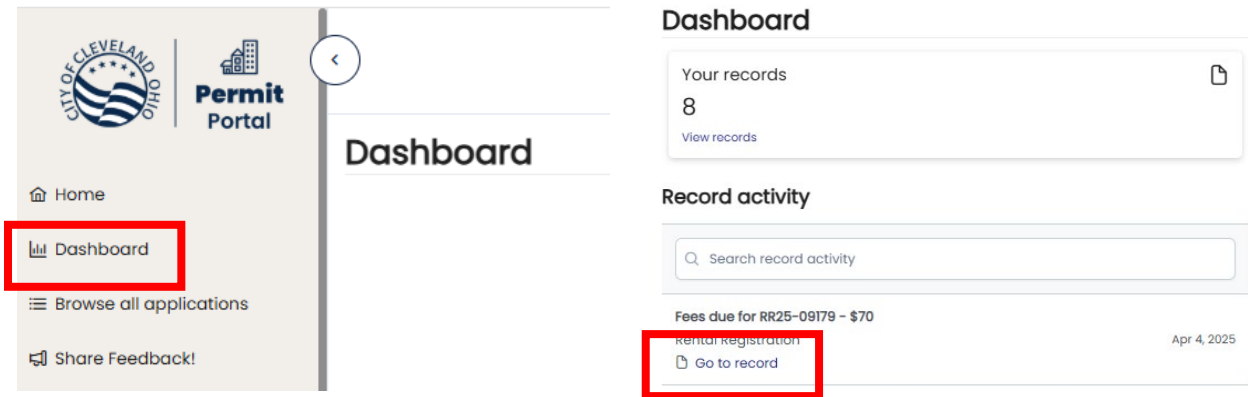 CITY OF CLEVELAND OHIO
Permit
Portal
Dashboard
Home
Dashboard
Browse all applications
Share Feedback!
Dashboard
Your records
8
View records
Record activity
Search record activity
Fees due for RR25-09179 - $70
Rental Registration
Apr 4, 2025
Go to record